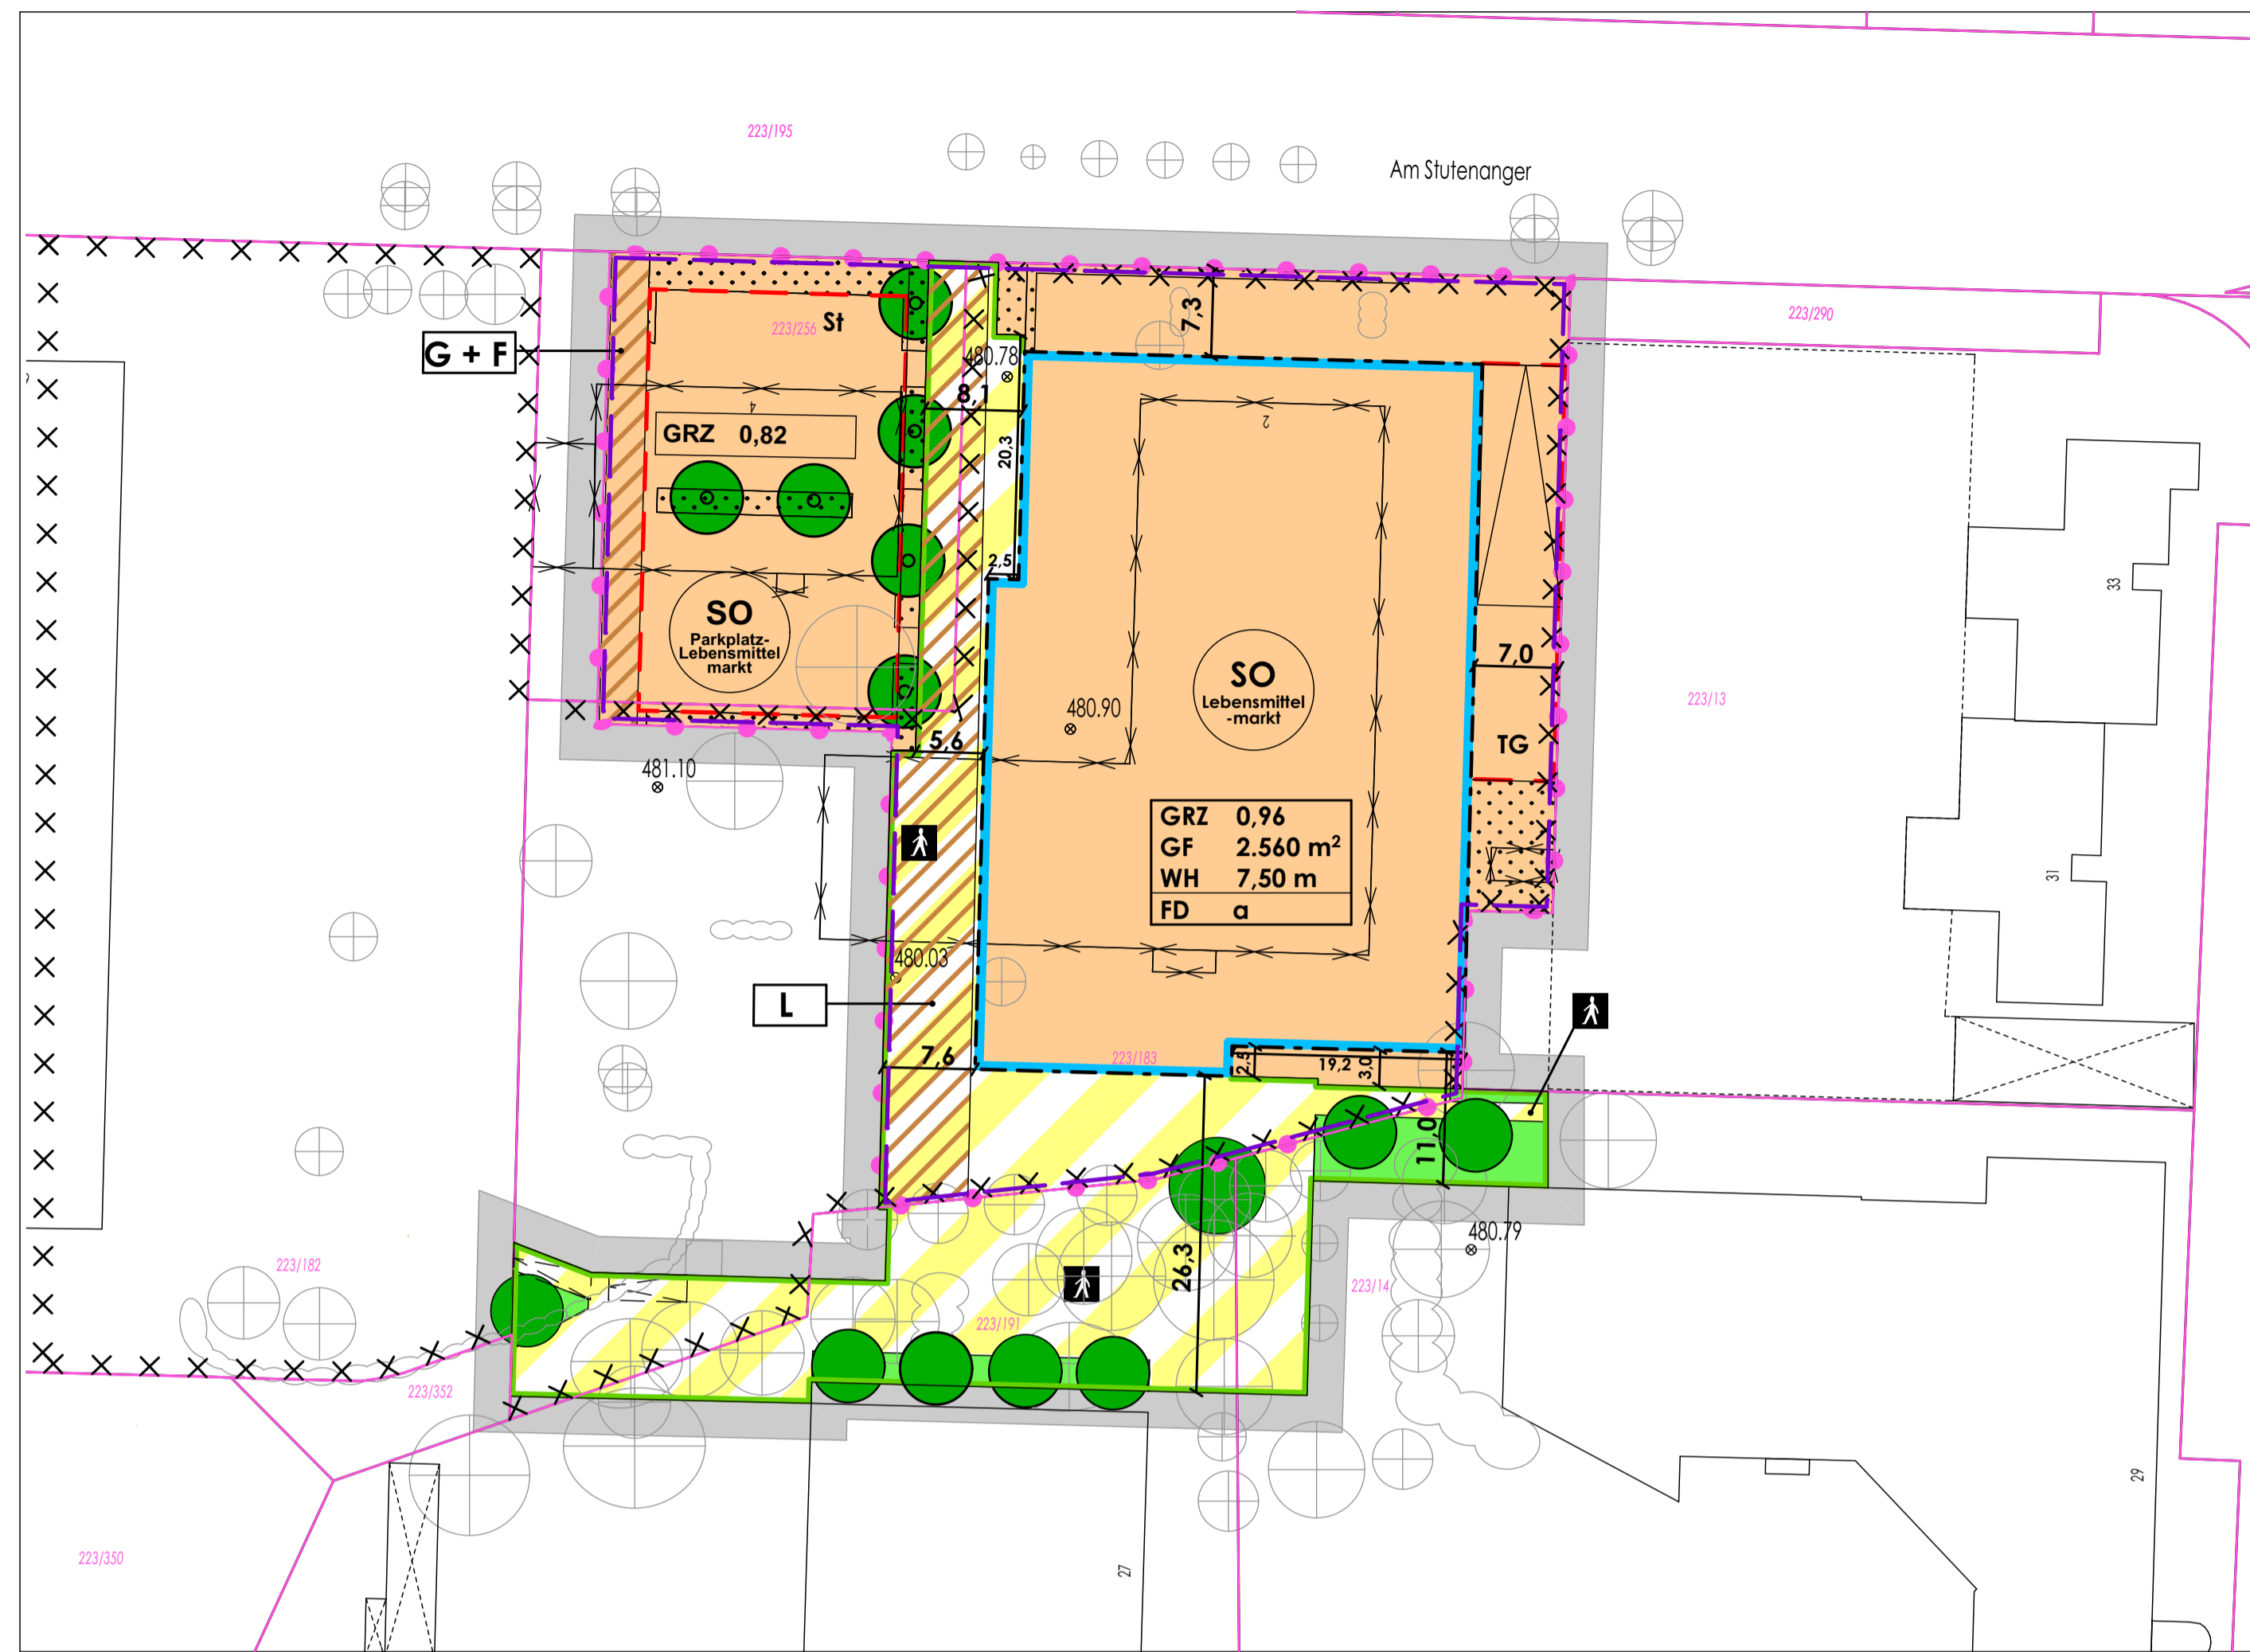 223/195
Am Stutenanger
223/290
G + F
223/256
St
7,3
480.78
8,1
4
2
GRZ 0,82
20,3
2,5
33
SO
Parkplatz-
Lebensmittel
markt
SO
Lebensmittel
-markt
7,0
223/13
480.90
TG
5,6
481.10
GRZ 0,96
GF 2.560 m²
WH 7,50 m
FD a
31
480.03
L
7,6
223/183
2,5
19,2
3,0
11,0
480.79
26,3
223/182
223/14
223/191
223/352
29
223/350
27